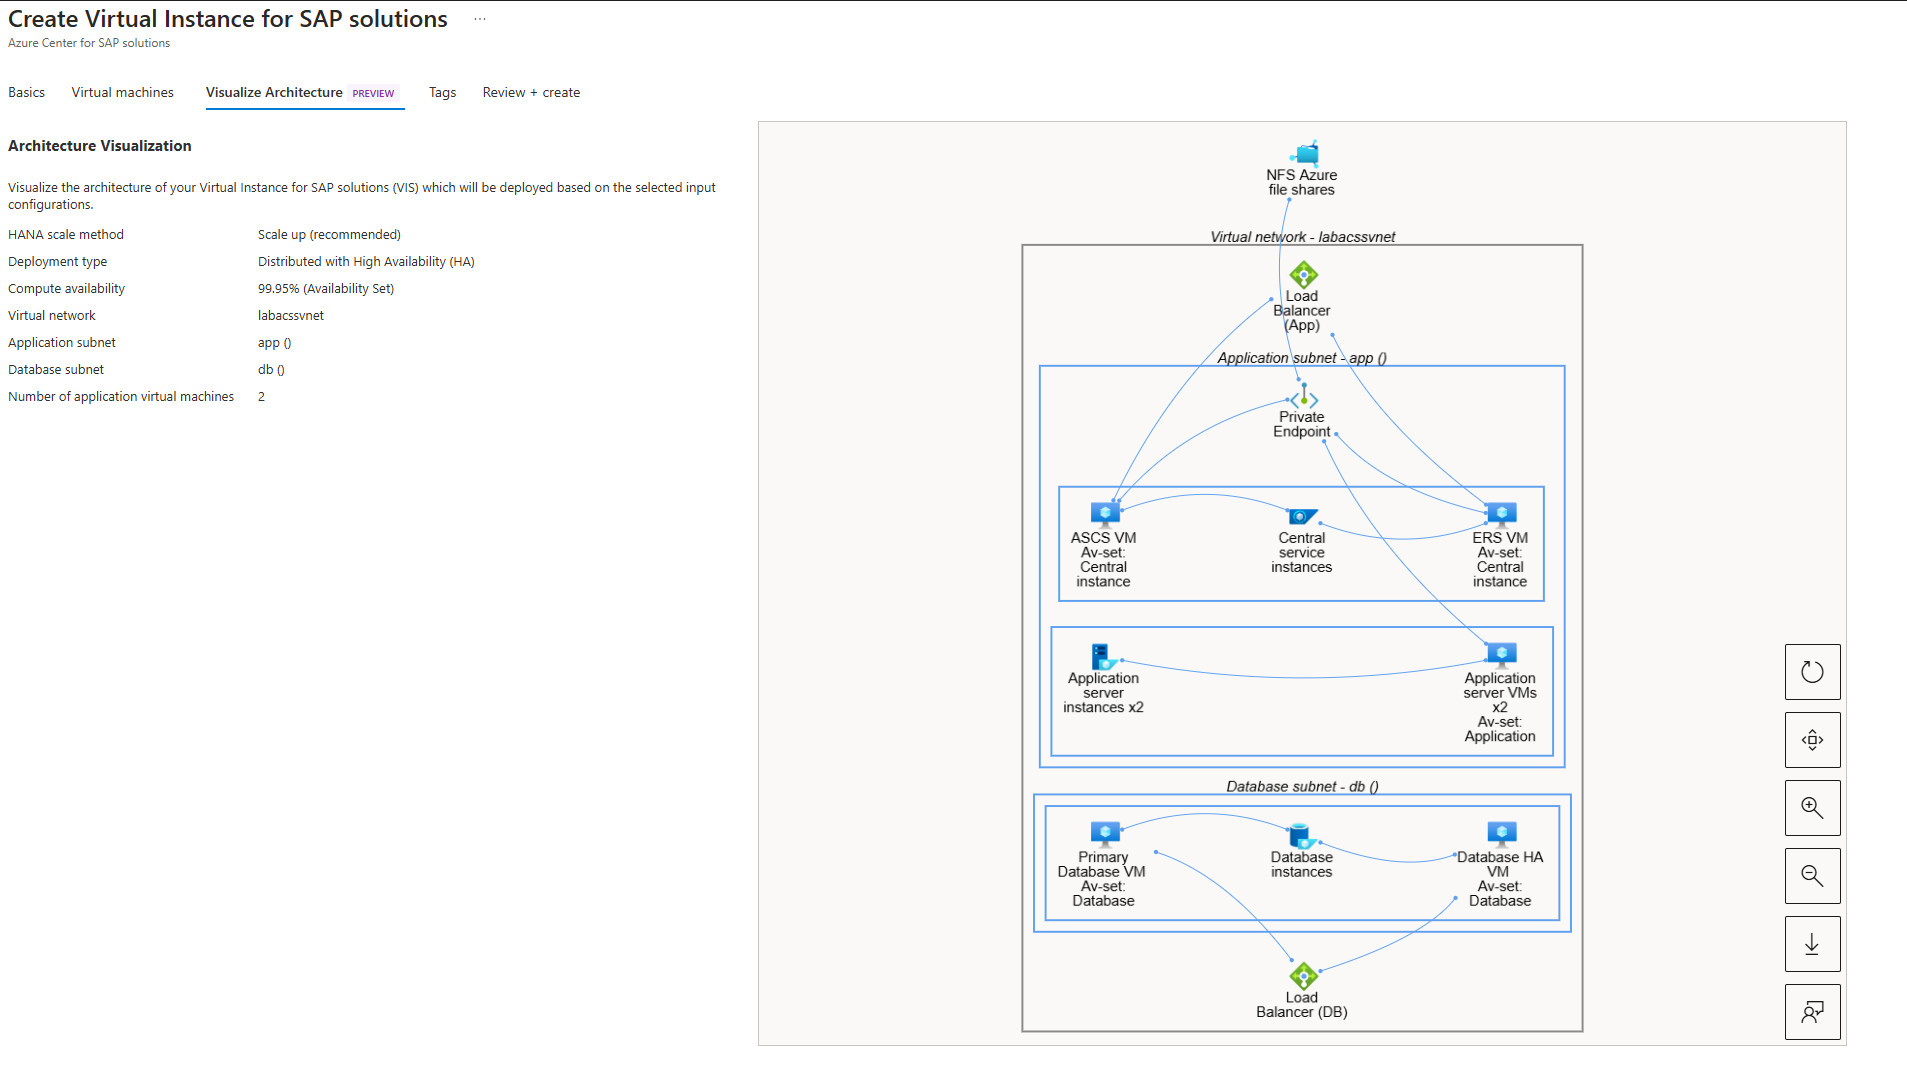 Create Virtual Instance for SAP solutions ...
Azure Center for SAP solutions
Basics Virtual machines Visualize Architecture PREVIEW Tags Review + create
Architecture Visualization
Visualize the architecture of your Virtual Instance for SAP solutions (VIS) which will be deployed based on the selected input
configurations.
HANA scale method Scale up (recommended)
Deployment type Distributed with High Availability (HA)
Compute availability 99.95% (Availability Set)
Virtual network labacssvnet
Application subnet app ()
Database subnet db ()
Number of application virtual machines 2
NFS Azure
file shares
Virtual network - labacssvnet
Load
Balancer
(App)
Application subnet - app ()
Private
Endpoint
ASCS VM
Av-set:
Central
instance
Central
service
instances
ERS VM
Av-set:
Central
instance
Application
server
instances x2
Application
server VMs
x2
Av-set:
Application
Database subnet - db ()
Primary
Database VM
Av-set:
Database
Database
instances
Database HA
VM
Av-set:
Database
Load
Balancer (DB)